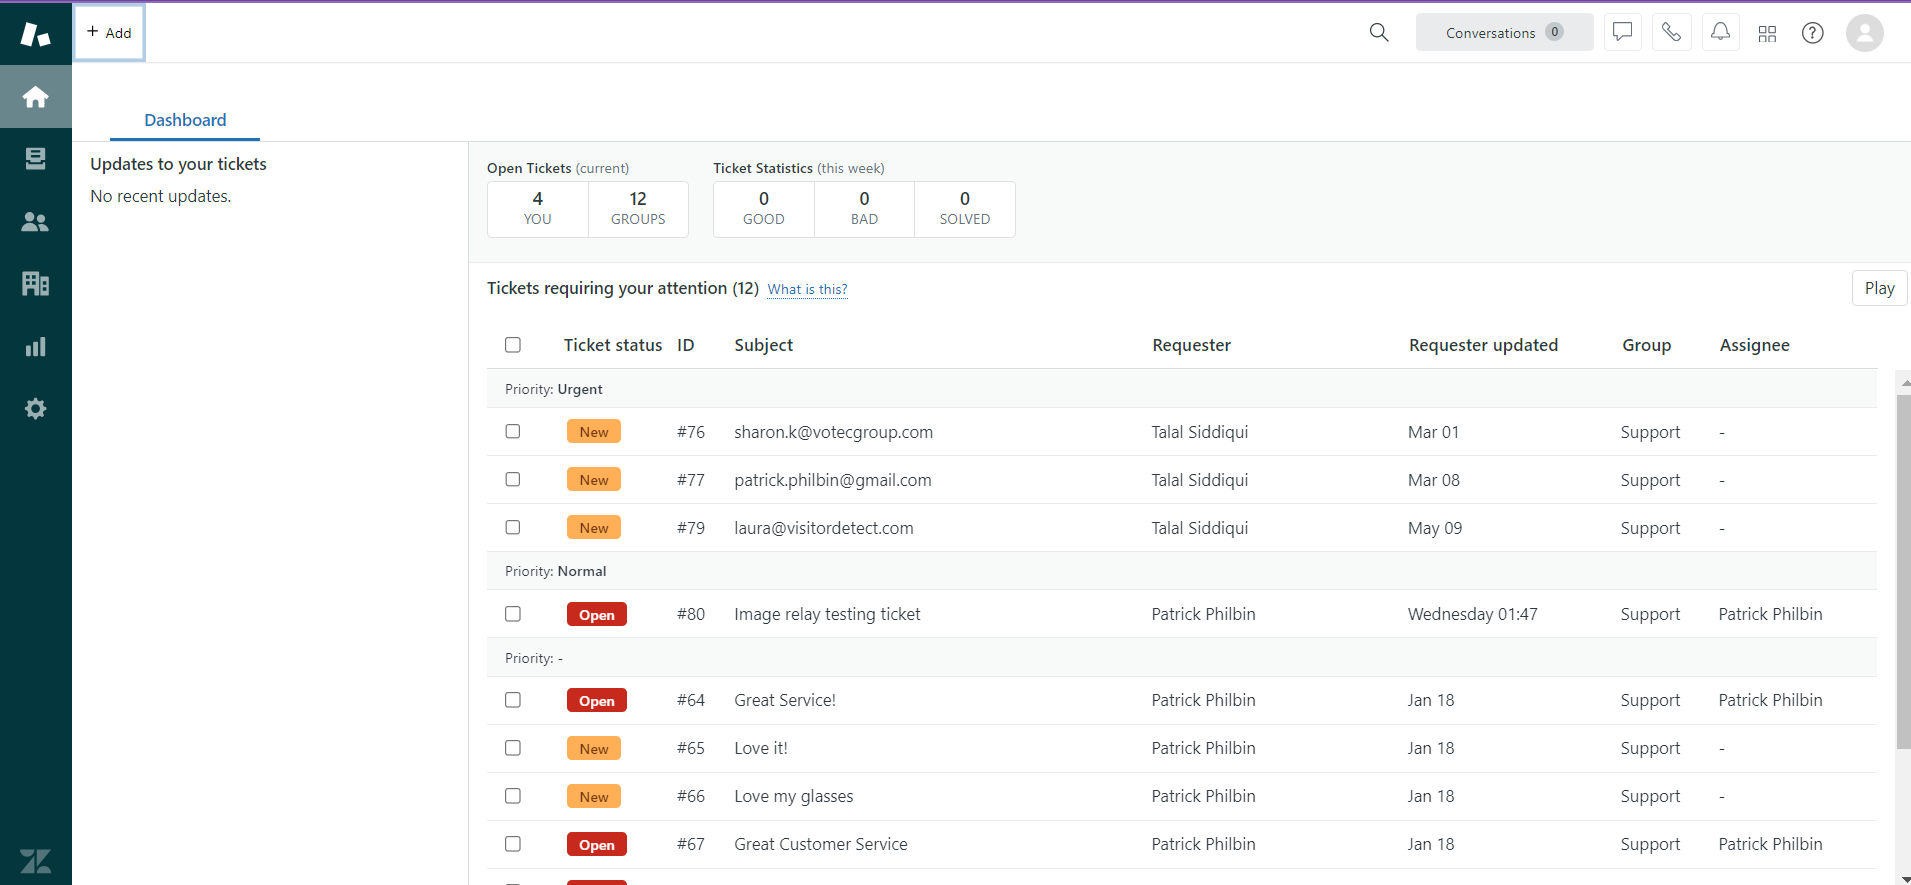 + Add
Conversations 0
Dashboard
Updates to your tickets
No recent updates.
Open Tickets (current)
4 12
YOU GROUPS
Ticket Statistics (this week)
0 0 0
GOOD BAD SOLVED
Tickets requiring your attention (12) What is this?
Play
Ticket status ID Subject Requester Requester updated Group Assignee
Priority: Urgent
New #76 sharon.k@votecgroup.com Talal Siddiqui Mar 01 Support -
New #77 patrick.philbin@gmail.com Talal Siddiqui Mar 08 Support -
New #79 laura@visitordetect.com Talal Siddiqui May 09 Support -
Priority: Normal
Open #80 Image relay testing ticket Patrick Philbin Wednesday 01:47 Support Patrick Philbin
Priority: -
Open #64 Great Service! Patrick Philbin Jan 18 Support Patrick Philbin
New #65 Love it! Patrick Philbin Jan 18 Support -
New #66 Love my glasses Patrick Philbin Jan 18 Support -
Open #67 Great Customer Service Patrick Philbin Jan 18 Support Patrick Philbin